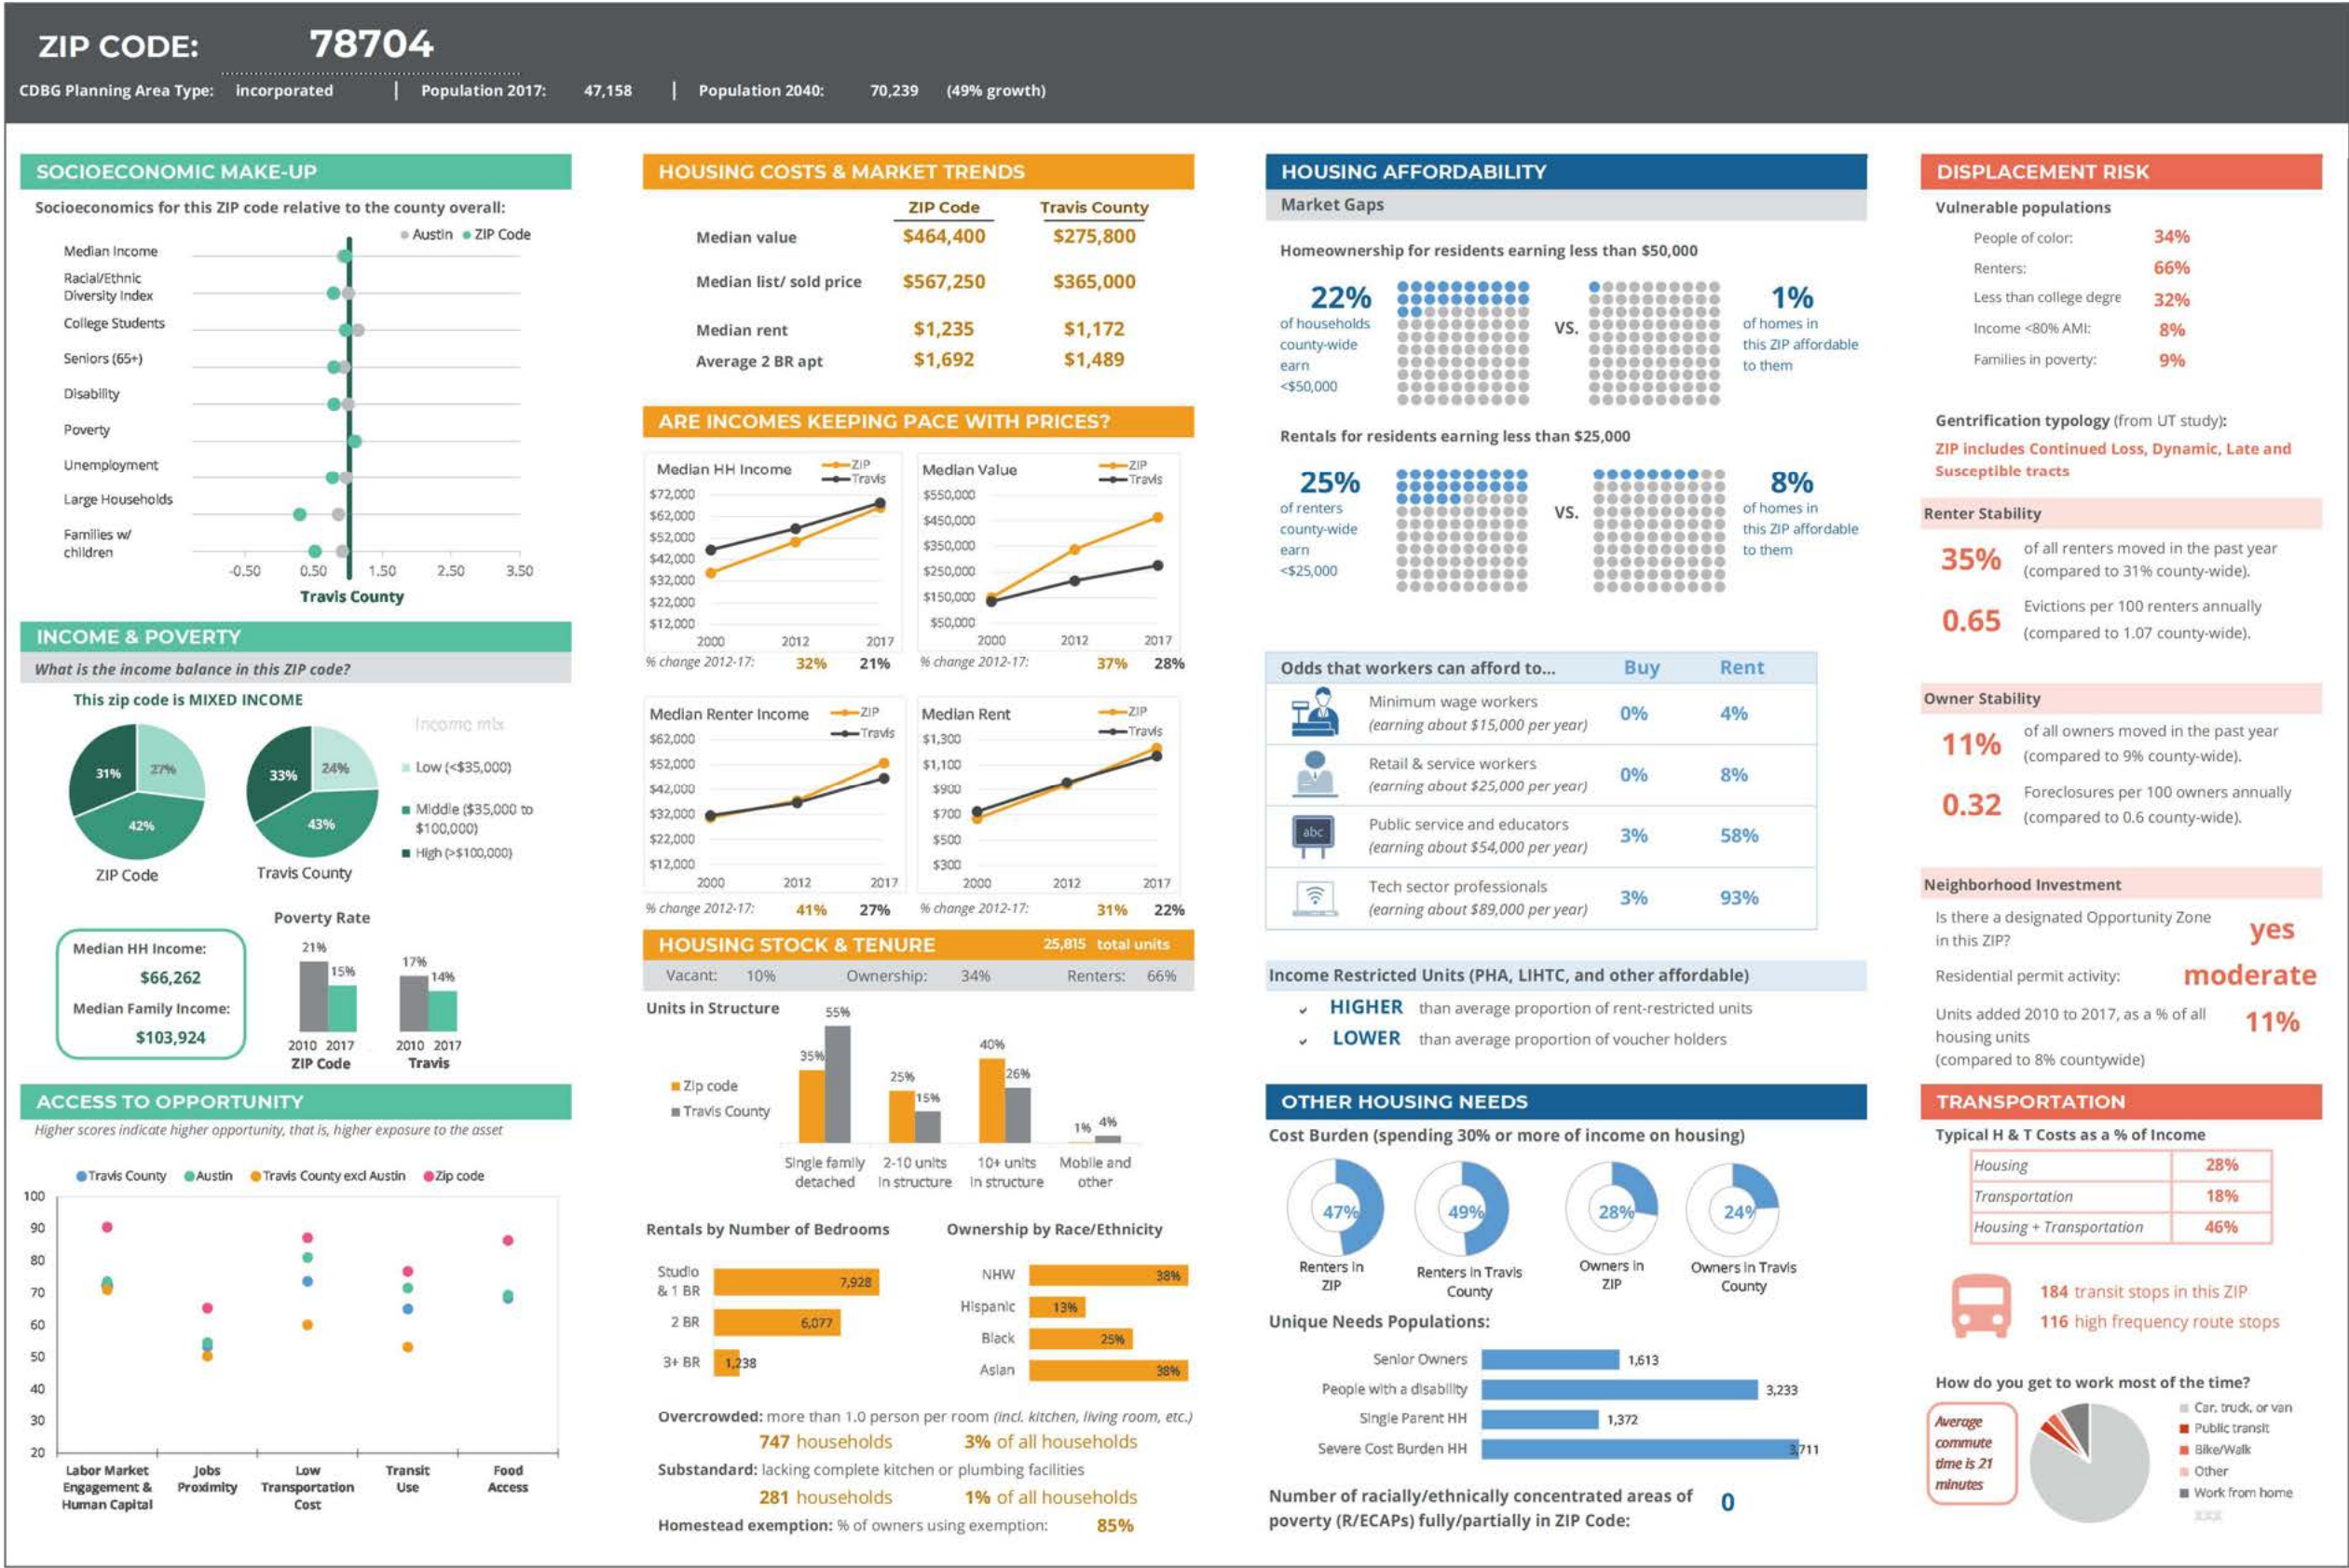 ZIP CODE: 78704
CDBG Planning Area Type: incorporated | Population 2017: 47,158 | Population 2040: 70,239 (49% growth)
SOCIOECONOMIC MAKE-UP
Socioeconomics for this ZIP code relative to the county overall:
Austin ZIP Code
Median Income
Racial/Ethnic
Diversity Index
College Students
Seniors (65+)
Disability
Poverty
Unemployment
Large Households
Families w/
children
-0.50 0.50 1.50 2.50 3.50
Travis County
INCOME & POVERTY
What is the income balance in this ZIP code?
This zip code is MIXED INCOME
Income mix
31% 27% 42%
ZIP Code
33% 24% 43%
Travis County
Low (<$35,000)
Middle ($35,000 to
$100,000)
High (>$100,000)
Median HH Income:
$66,262
Median Family Income:
$103,924
Poverty Rate
21% 15% 17% 14%
2010 2017 2010 2017
ZIP Code Travis
ACCESS TO OPPORTUNITY
Higher scores indicate higher opportunity, that is, higher exposure to the asset
Travis County Austin Travis County excl Austin Zip code
100
90
80
70
60
50
40
30
20
Labor Market Jobs Low Transit Food
Engagement & Proximity Transportation Use Access
Human Capital Cost
HOUSING COSTS & MARKET TRENDS
ZIP Code Travis County
Median value $464,400 $275,800
Median list/ sold price $567,250 $365,000
Median rent $1,235 $1,172
Average 2 BR apt $1,692 $1,489
ARE INCOMES KEEPING PACE WITH PRICES?
Median HH Income ZIP
Travis
$72,000
$62,000
$52,000
$42,000
$32,000
$22,000
$12,000
2000 2012 2017
% change 2012-17: 32% 21%
Median Value ZIP
Travis
$550,000
$450,000
$350,000
$250,000
$150,000
$50,000
2000 2012 2017
% change 2012-17: 37% 28%
Median Renter Income ZIP
Travis
$62,000
$52,000
$42,000
$32,000
$22,000
$12,000
2000 2012 2017
% change 2012-17: 41% 27%
Median Rent ZIP
Travis
$1,300
$1,100
$900
$700
$500
$300
2000 2012 2017
% change 2012-17: 31% 22%
HOUSING STOCK & TENURE 25,815 total units
Vacant: 10% Ownership: 34% Renters: 66%
Units in Structure
Zip code
Travis County
35% 55% 25% 15% 40% 26% 1% 4%
Single family 2-10 units 10+ units Mobile and
detached in structure in structure other
Rentals by Number of Bedrooms
Studio
& 1 BR 7,928
2 BR 6,077
3+ BR 1,238
Ownership by Race/Ethnicity
NHW 38%
Hispanic 13%
Black 25%
Asian 38%
Overcrowded: more than 1.0 person per room (incl. kitchen, living room, etc.)
747 households 3% of all households
Substandard: lacking complete kitchen or plumbing facilities
281 households 1% of all households
Homestead exemption: % of owners using exemption: 85%
HOUSING AFFORDABILITY
Market Gaps
Homeownership for residents earning less than $50,000
22%
of households
county-wide
earn
<$50,000
VS.
1%
of homes in
this ZIP affordable
to them
Rentals for residents earning less than $25,000
25%
of renters
county-wide
earn
<$25,000
VS.
8%
of homes in
this ZIP affordable
to them
Odds that workers can afford to... Buy Rent
Minimum wage workers
(earning about $15,000 per year) 0% 4%
Retail & service workers
(earning about $25,000 per year) 0% 8%
abc
Public service and educators
(earning about $54,000 per year) 3% 58%
Tech sector professionals
(earning about $89,000 per year) 3% 93%
Income Restricted Units (PHA, LIHTC, and other affordable)
HIGHER than average proportion of rent-restricted units
LOWER than average proportion of voucher holders
OTHER HOUSING NEEDS
Cost Burden (spending 30% or more of income on housing)
47% 49% 28% 24%
Renters in Renters in Travis Owners in Owners in Travis
ZIP County ZIP County
Unique Needs Populations:
Senior Owners 1,613
People with a disability 3,233
Single Parent HH 1,372
Severe Cost Burden HH 3,711
Number of racially/ethnically concentrated areas of 0
poverty (R/ECAPs) fully/partially in ZIP Code:
DISPLACEMENT RISK
Vulnerable populations
People of color: 34%
Renters: 66%
Less than college degre 32%
Income <80% AMI: 8%
Families in poverty: 9%
Gentrification typology (from UT study):
ZIP includes Continued Loss, Dynamic, Late and
Susceptible tracts
Renter Stability
35% of all renters moved in the past year
(compared to 31% county-wide).
0.65 Evictions per 100 renters annually
(compared to 1.07 county-wide).
Owner Stability
11% of all owners moved in the past year
(compared to 9% county-wide).
0.32 Foreclosures per 100 owners annually
(compared to 0.6 county-wide).
Neighborhood Investment
Is there a designated Opportunity Zone
in this ZIP? yes
Residential permit activity: moderate
Units added 2010 to 2017, as a % of all
housing units 11%
(compared to 8% countywide)
TRANSPORTATION
Typical H & T Costs as a % of Income
Housing 28%
Transportation 18%
Housing + Transportation 46%
184 transit stops in this ZIP
116 high frequency route stops
How do you get to work most of the time?
Average
commute
time is 21
minutes
Car, truck, or van
Public transit
Bike/Walk
Other
Work from home
xxx